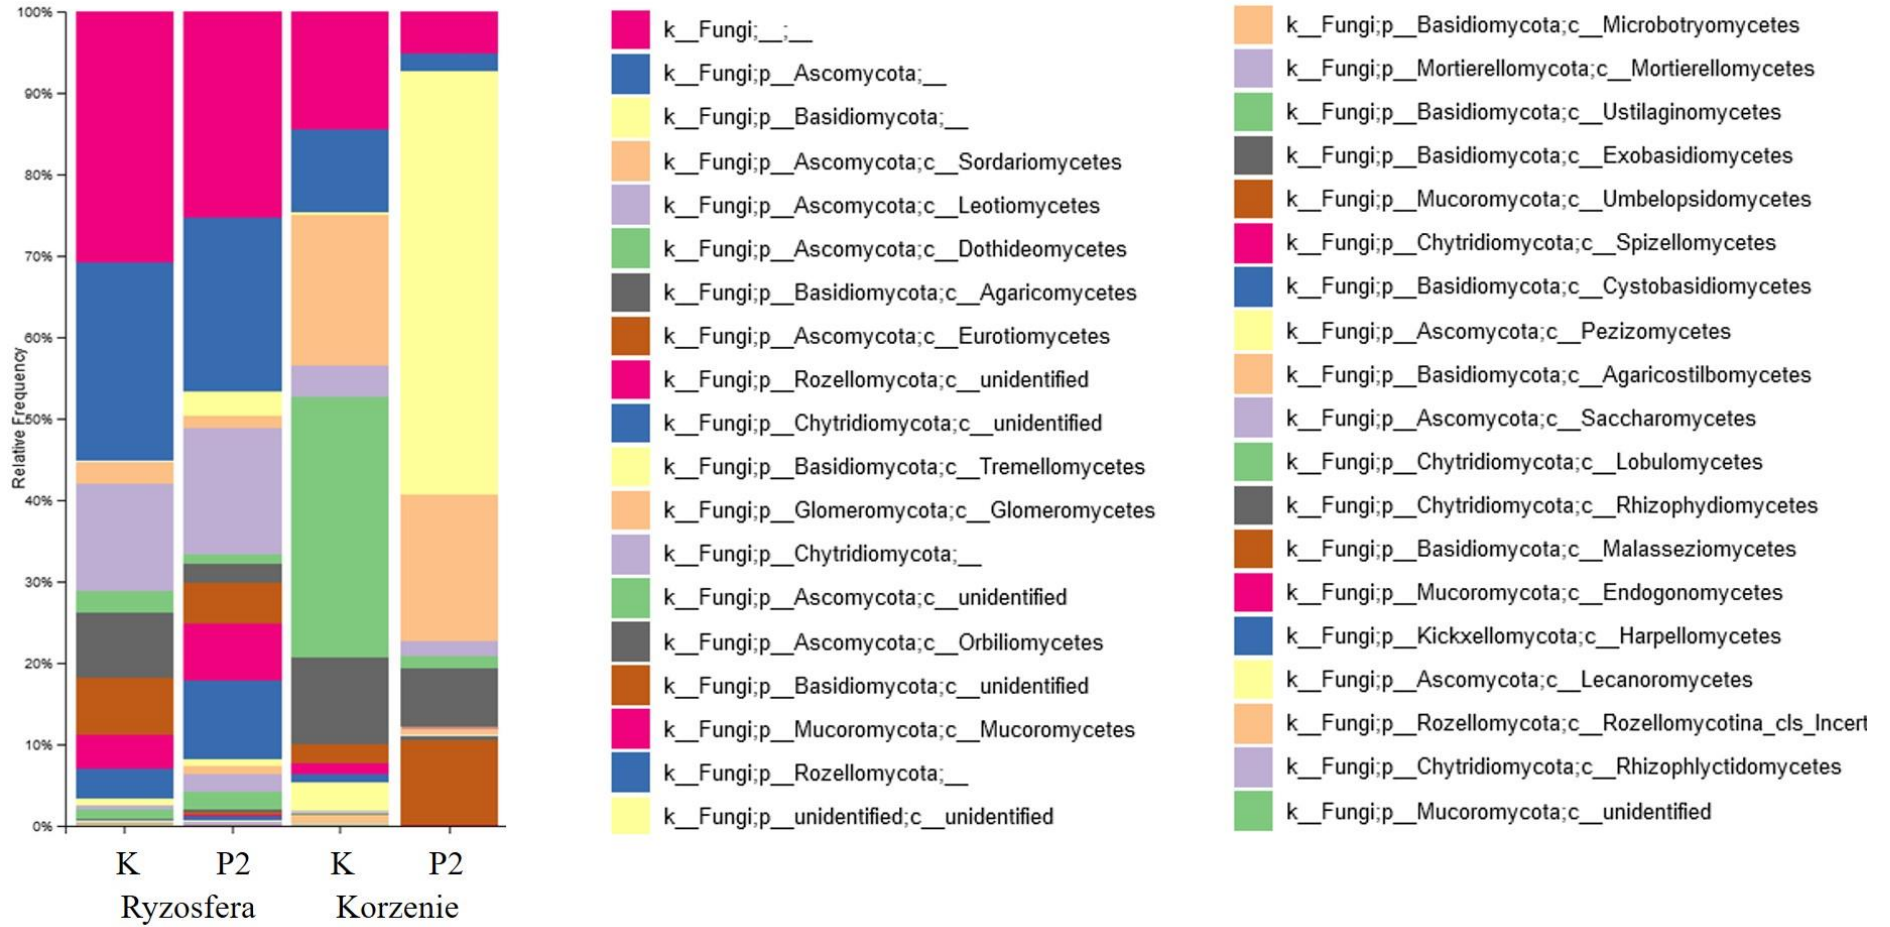 100%
90%
80%
70%
60%
50%
40%
30%
20%
10%
0%
Relative Frequency
K P2 K P2
Ryzosfera Korzenie
k__Fungi;__;__
k__Fungi;p__Ascomycota;__
k__Fungi;p__Basidiomycota;__
k__Fungi;p__Ascomycota;c__Sordariomycetes
k__Fungi;p__Ascomycota;c__Leotiomycetes
k__Fungi;p__Ascomycota;c__Dothideomycetes
k__Fungi;p__Basidiomycota;c__Agaricomycetes
k__Fungi;p__Ascomycota;c__Eurotiomycetes
k__Fungi;p__Rozellomycota;c__unidentified
k__Fungi;p__Chytridiomycota;c__unidentified
k__Fungi;p__Basidiomycota;c__Tremellomycetes
k__Fungi;p__Glomeromycota;c__Glomeromycetes
k__Fungi;p__Chytridiomycota;__
k__Fungi;p__Ascomycota;c__unidentified
k__Fungi;p__Ascomycota;c__Orbiliomycetes
k__Fungi;p__Basidiomycota;c__unidentified
k__Fungi;p__Mucoromycota;c__Mucoromycetes
k__Fungi;p__Rozellomycota;__
k__Fungi;p__unidentified;c__unidentified
k__Fungi;p__Basidiomycota;c__Microbotryomycetes
k__Fungi;p__Mortierellomycota;c__Mortierellomycetes
k__Fungi;p__Basidiomycota;c__Ustilaginomycetes
k__Fungi;p__Basidiomycota;c__Exobasidiomycetes
k__Fungi;p__Mucoromycota;c__Umbelopsidomycetes
k__Fungi;p__Chytridiomycota;c__Spizellomycetes
k__Fungi;p__Basidiomycota;c__Cystobasidiomycetes
k__Fungi;p__Ascomycota;c__Pezizomycetes
k__Fungi;p__Basidiomycota;c__Agaricostilbomycetes
k__Fungi;p__Ascomycota;c__Saccharomycetes
k__Fungi;p__Chytridiomycota;c__Lobulomycetes
k__Fungi;p__Chytridiomycota;c__Rhizophydiomycetes
k__Fungi;p__Basidiomycota;c__Malasseziomycetes
k__Fungi;p__Mucoromycota;c__Endogonomycetes
k__Fungi;p__Kickxellomycota;c__Harpellomycetes
k__Fungi;p__Ascomycota;c__Lecanoromycetes
k__Fungi;p__Rozellomycota;c__Rozellomycotina_cls_Incert
k__Fungi;p__Chytridiomycota;c__Rhizophlyctidomycetes
k__Fungi;p__Mucoromycota;c__unidentified